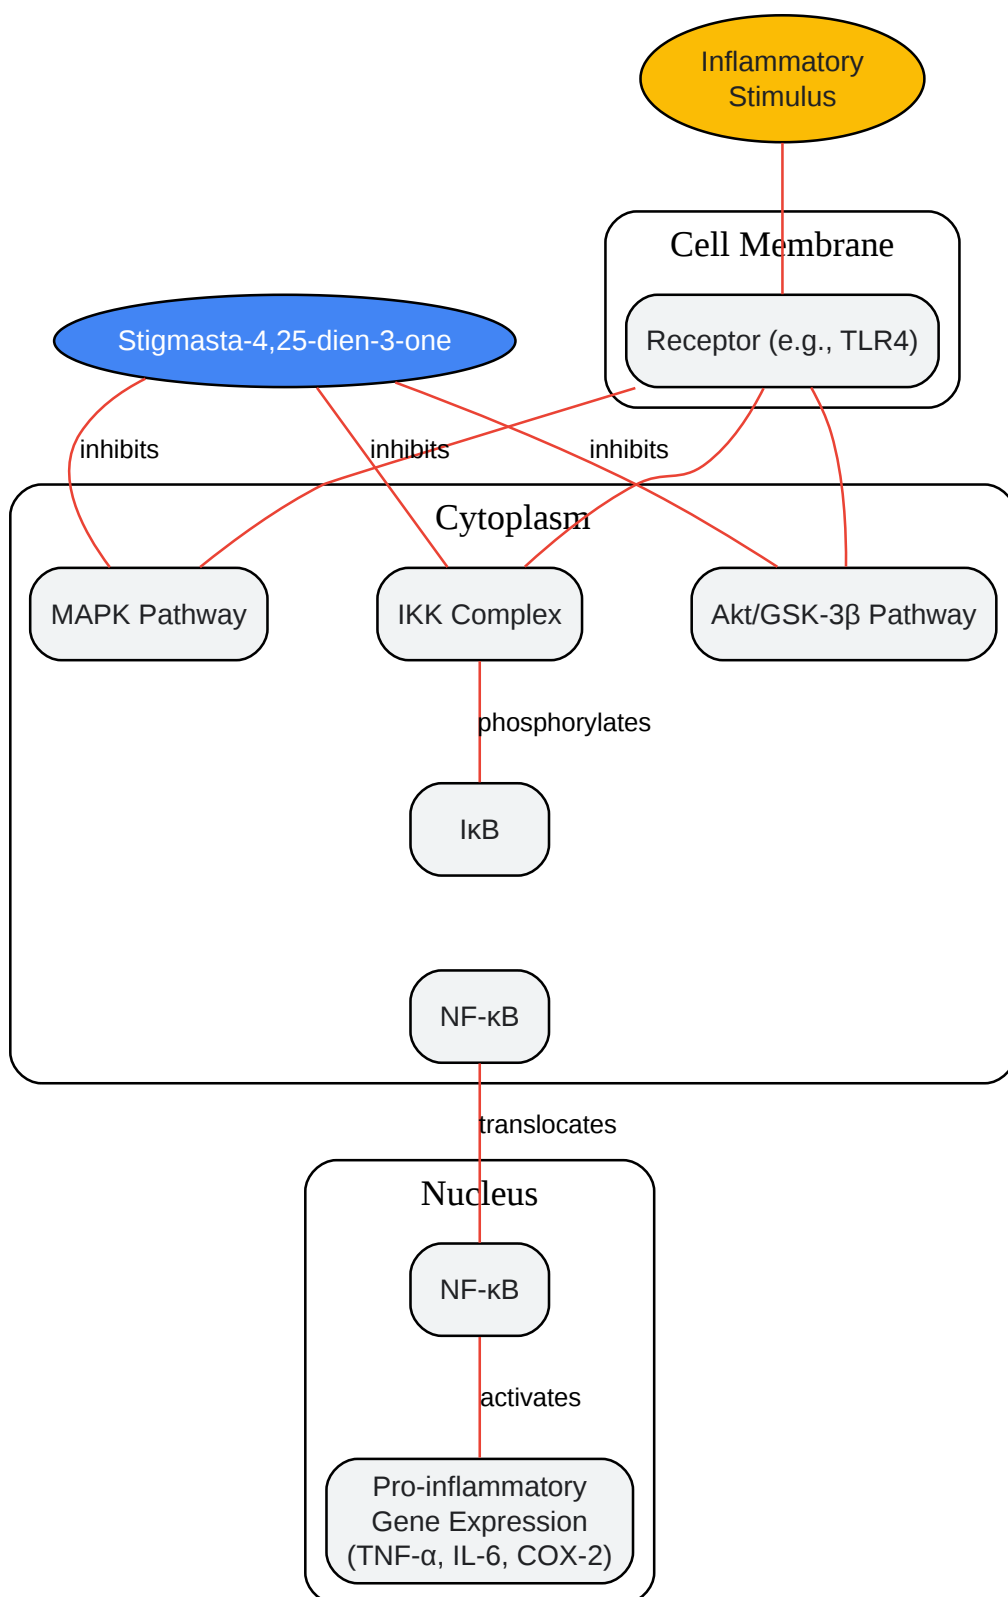 Inflammatory
Stimulus
Cell Membrane
Stigmasta-4,25-dien-3-one
Receptor (e.g., TLR4)
inhibits
inhibits
inhibits
Cytoplasm
MAPK Pathway
IKK Complex
Akt/GSK-3β Pathway
phosphorylates
IκB
NF-κB
translocates
Nucleus
NF-κB
activates
Pro-inflammatory
Gene Expression
(TNF-α, IL-6, COX-2)